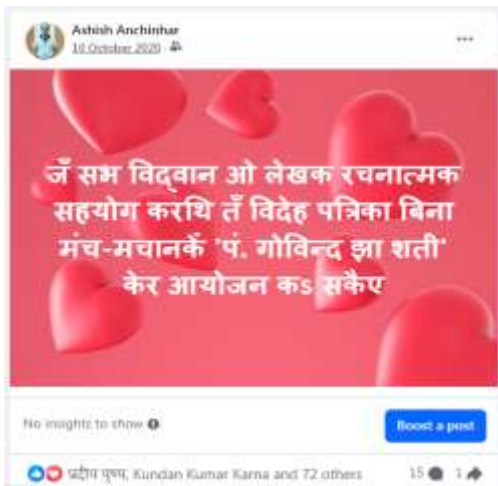 Ashish Anchinhar
10 October 2020
जँ सभ विद्वान ओ लेखक रचनात्मक
सहयोग करथि तँ विदेह पत्रिका बिना
मंच-मचानकें 'पं. गोविन्द झा शती'
केर आयोजन कऽ सकैए
No insights to show
Boost a post
प्रदीप पुष्प, Kundan Kumar Karna and 72 others
15 1